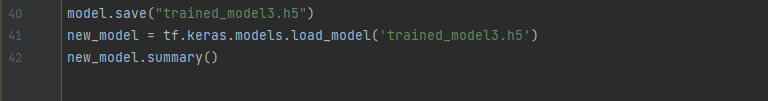 40 model.save("trained_model3.h5")
41 new_model = tf.keras.models.load_model('trained_model3.h5')
42 new_model.summary()